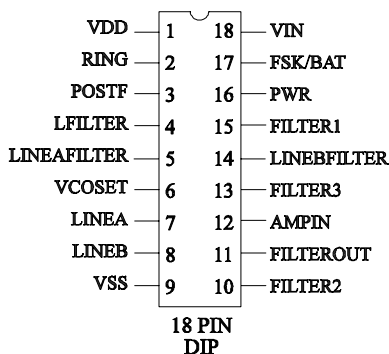 VDD 1 18 VIN
RING 2 17 FSK/BAT
POSTF 3 16 PWR
LFILTER 4 15 FILTER1
LINEAFILTER 5 14 LINEBFILTER
VCOSET 6 13 FILTER3
LINEA 7 12 AMPIN
LINEB 8 11 FILTEROUT
VSS 9 10 FILTER2
18 PIN
DIP